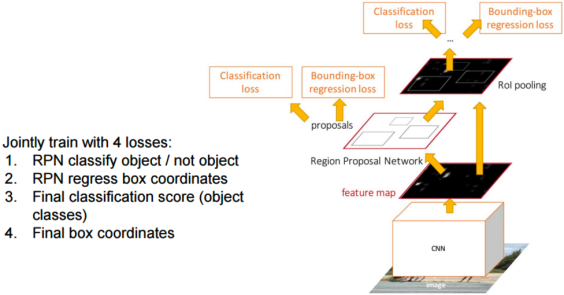 Classification
loss
Bounding-box
regression loss
...
Classification
loss
Bounding-box
regression loss
RoI pooling
proposals
Region Proposal Network
feature map
CNN
image
Jointly train with 4 losses:
1. RPN classify object / not object
2. RPN regress box coordinates
3. Final classification score (object
classes)
4. Final box coordinates